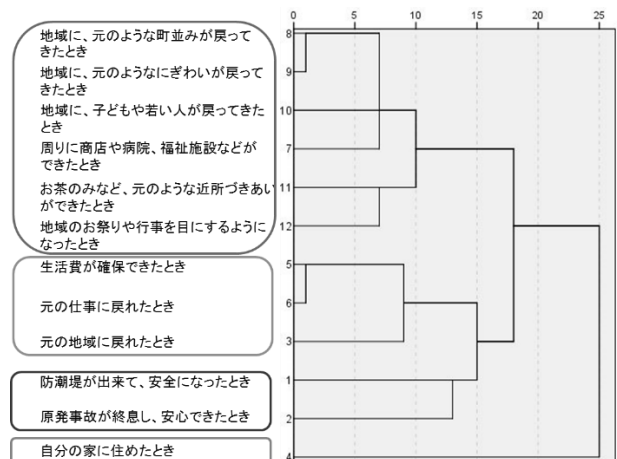 0 5 10 15 20 25
地域に、元のような町並みが戻って
きたとき
8
地域に、元のようなにぎわいが戻って
きたとき
9
地域に、子どもや若い人が戻ってきた
とき
10
周りに商店や病院、福祉施設などが
できたとき
7
お茶のみなど、元のような近所づきあい
ができたとき
11
地域のお祭りや行事を目にするように
なったとき
12
生活費が確保できたとき
5
元の仕事に戻れたとき
6
元の地域に戻れたとき
3
防潮堤が出来て、安全になったとき
1
原発事故が終息し、安心できたとき
2
自分の家に住めたとき
4